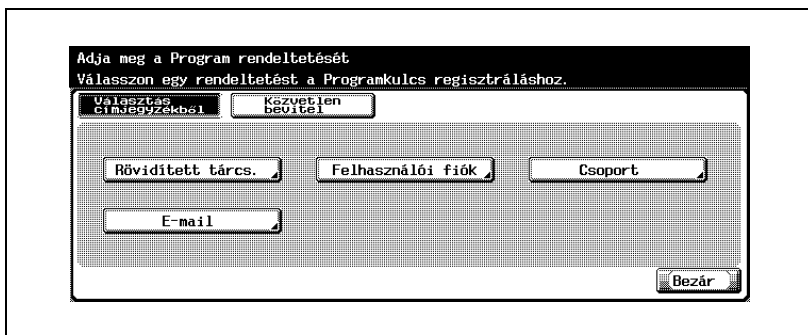 Adja meg a Program rendeltetését
Válasszon egy rendeltetést a Programkulcs regisztráláshoz.
Választás
címjegyzékből
Közvetlen
bevitel
Rövidített tárcs.
Felhasználói fiók
Csoport
E-mail
Bezár